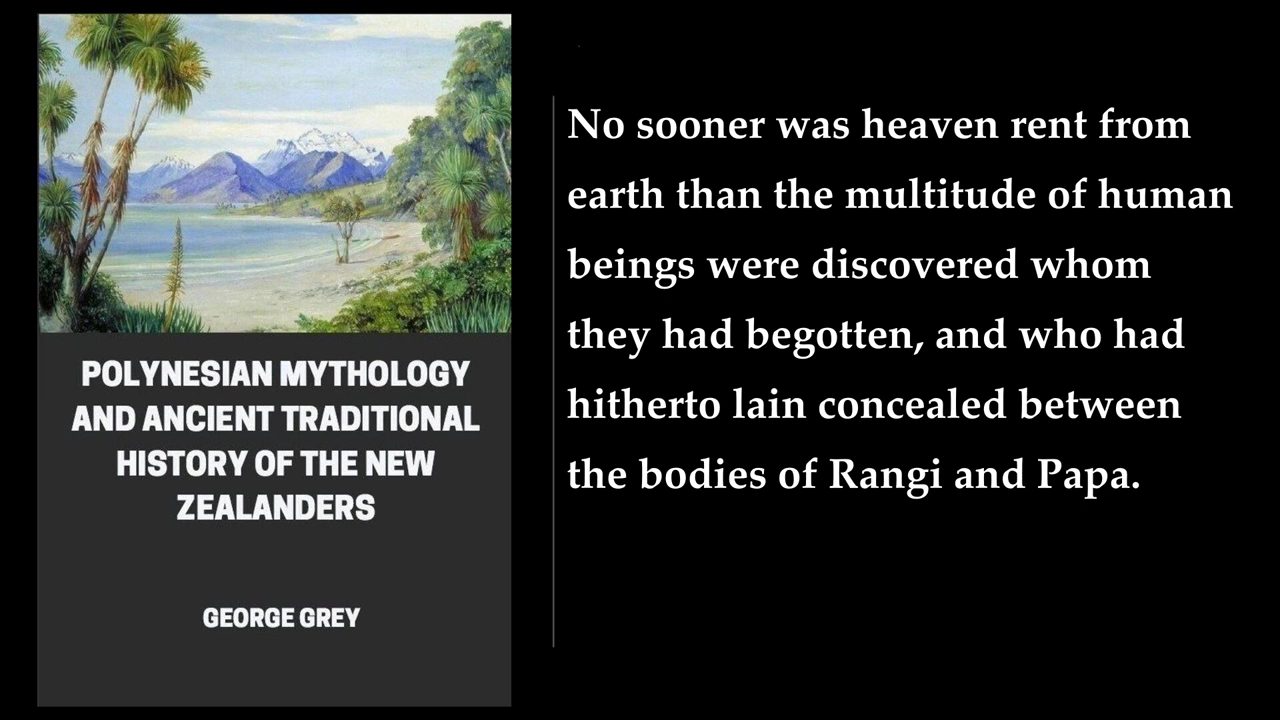 POLYNESIAN MYTHOLOGY
AND ANCIENT TRADITIONAL
HISTORY OF THE NEW
ZEALANDERS
GEORGE GREY
No sooner was heaven rent from
earth than the multitude of human
beings were discovered whom
they had begotten, and who had
hitherto lain concealed between
the bodies of Rangi and Papa.